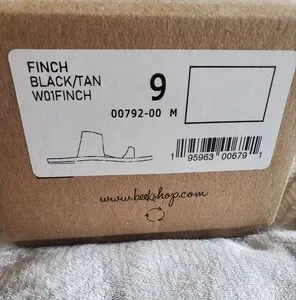 FINCH
BLACK/TAN
W01FINCH
9
00792-00 M
1 95963 00679 1
www.beekshop.com